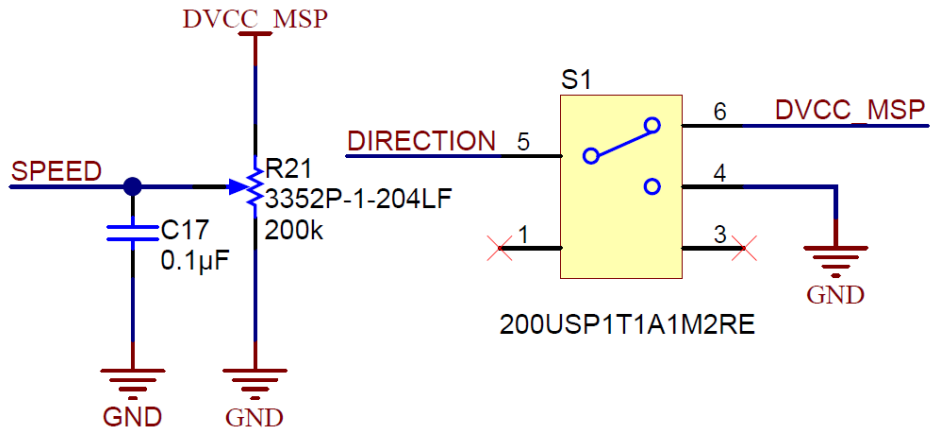 DVCC_MSP
SPEED
R21
3352P-1-204LF
200k
C17
0.1µF
GND
GND
S1
DIRECTION
5
6
DVCC_MSP
4
1
3
GND
200USP1T1A1M2RE